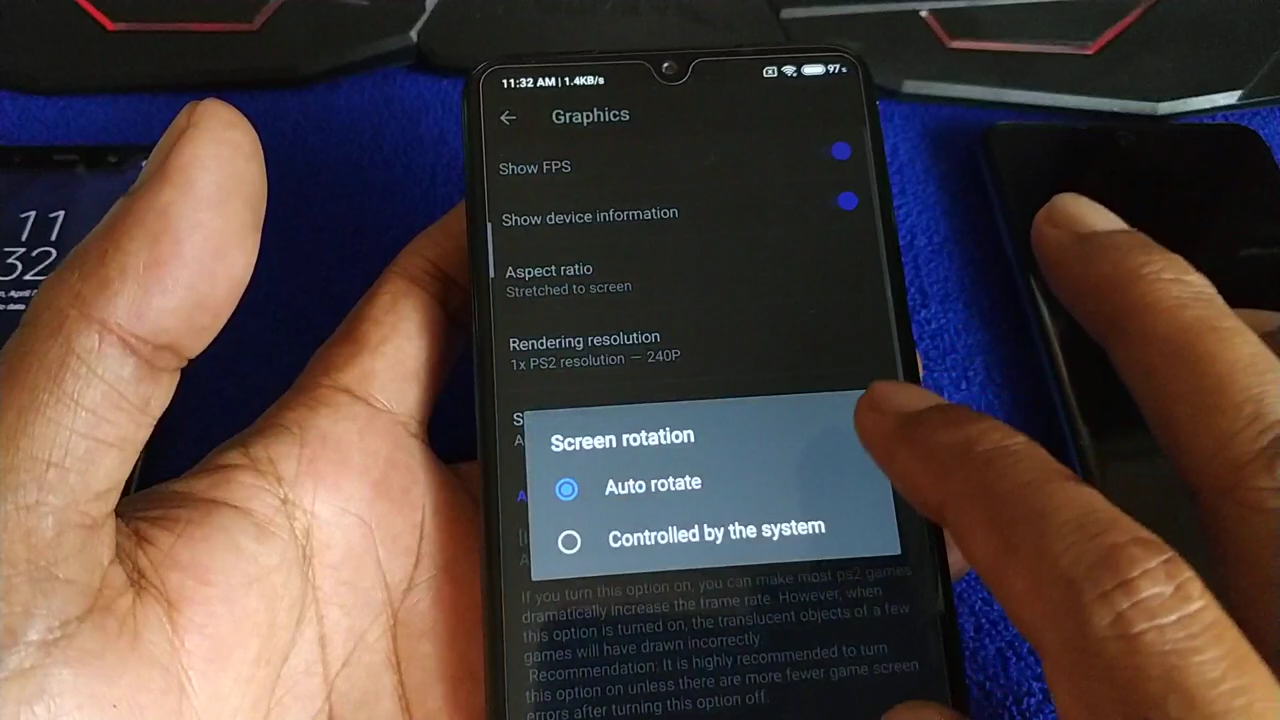 11:32 AM | 1.4KB/s
97
Graphics
Show FPS
Show device information
Aspect ratio
Stretched to screen
Rendering resolution
1x PS2 resolution — 240P
S
A
Screen rotation
Auto rotate
Controlled by the system
A
A
If you turn this option on, you can make most ps2 games
dramatically increase the frame rate. However, when
this option is turned on, the translucent objects of a few
games will have drawn incorrectly.
Recommendation: It is highly recommended to turn
this option on unless there are more fewer game screen
errors after turning this option off.
11
32